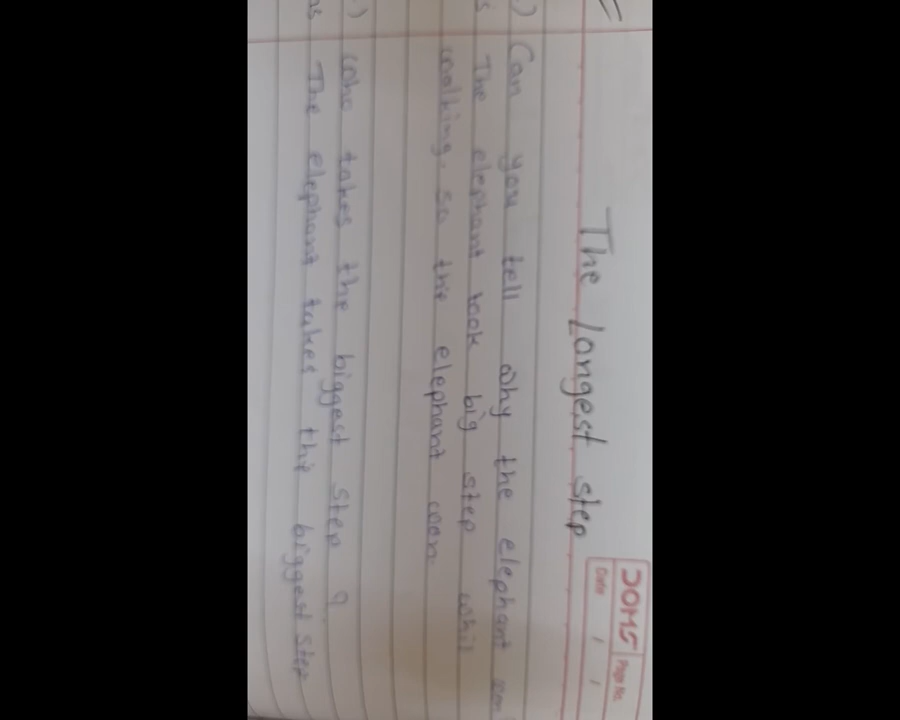 DOMS
Page No.
Date / /
The Longest step
.) Can you tell why the elephant
s The elephant took big step whil
walking. so the elephant won.
.) Who takes the biggest step ?
ns The elephant takes the biggest step